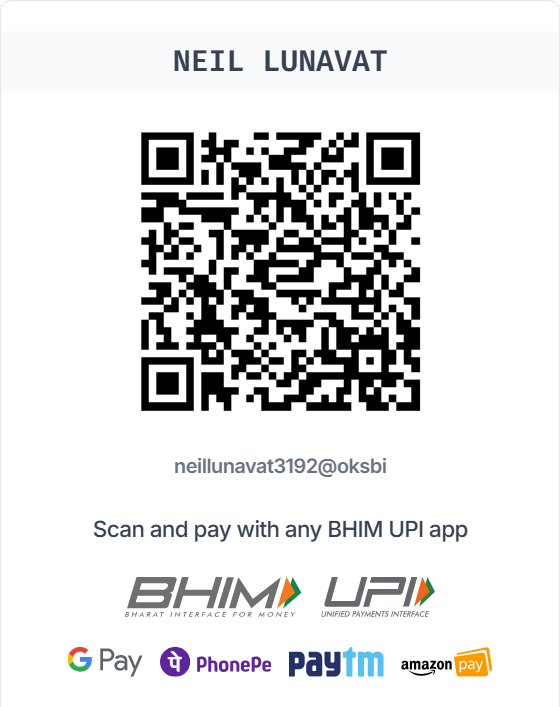 NEIL LUNAVAT
neillunavat3192@oksbi
Scan and pay with any BHIM UPI app
BHIM UPI
BHARAT INTERFACE FOR MONEY UNIFIED PAYMENTS INTERFACE
G Pay पे PhonePe paytm amazon pay